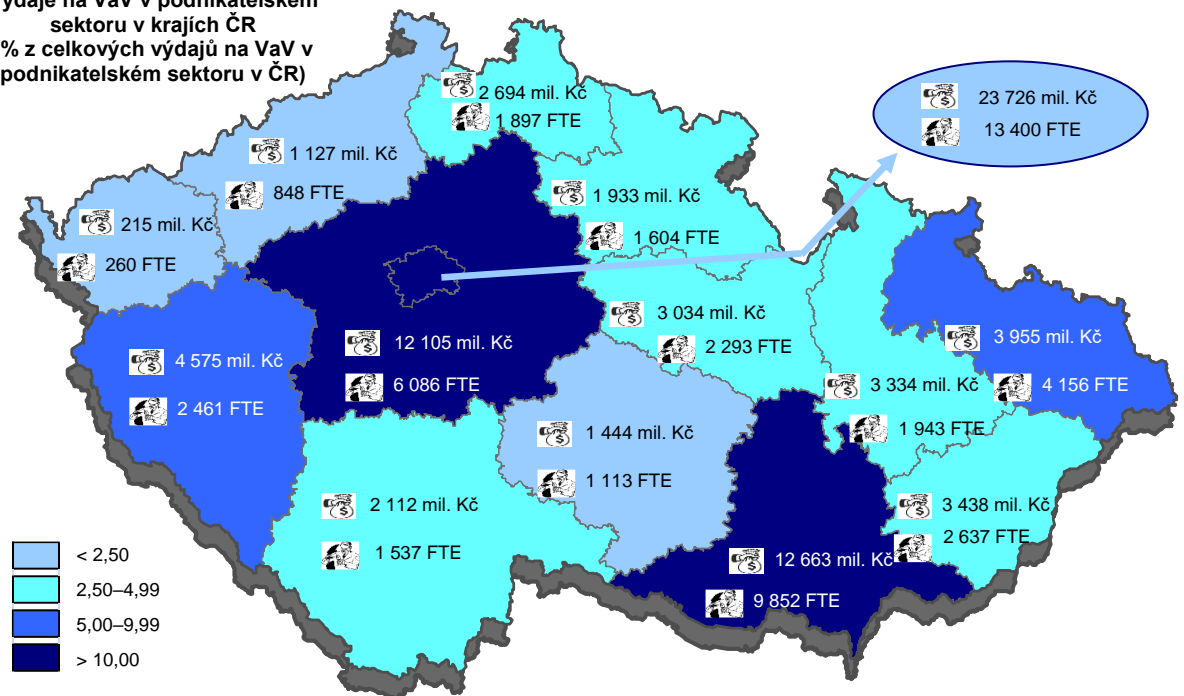 ýdaje na VaV v podnikatelském
sektoru v krajích ČR
% z celkových výdajů na VaV v
podnikatelském sektoru v ČR)
2 694 mil. Kč
1 897 FTE
23 726 mil. Kč
13 400 FTE
1 127 mil. Kč
848 FTE
1 933 mil. Kč
1 604 FTE
215 mil. Kč
260 FTE
3 034 mil. Kč
2 293 FTE
12 105 mil. Kč
6 086 FTE
3 955 mil. Kč
4 156 FTE
4 575 mil. Kč
2 461 FTE
3 334 mil. Kč
1 943 FTE
1 444 mil. Kč
1 113 FTE
2 112 mil. Kč
1 537 FTE
3 438 mil. Kč
2 637 FTE
12 663 mil. Kč
9 852 FTE
< 2,50
2,50–4,99
5,00–9,99
> 10,00